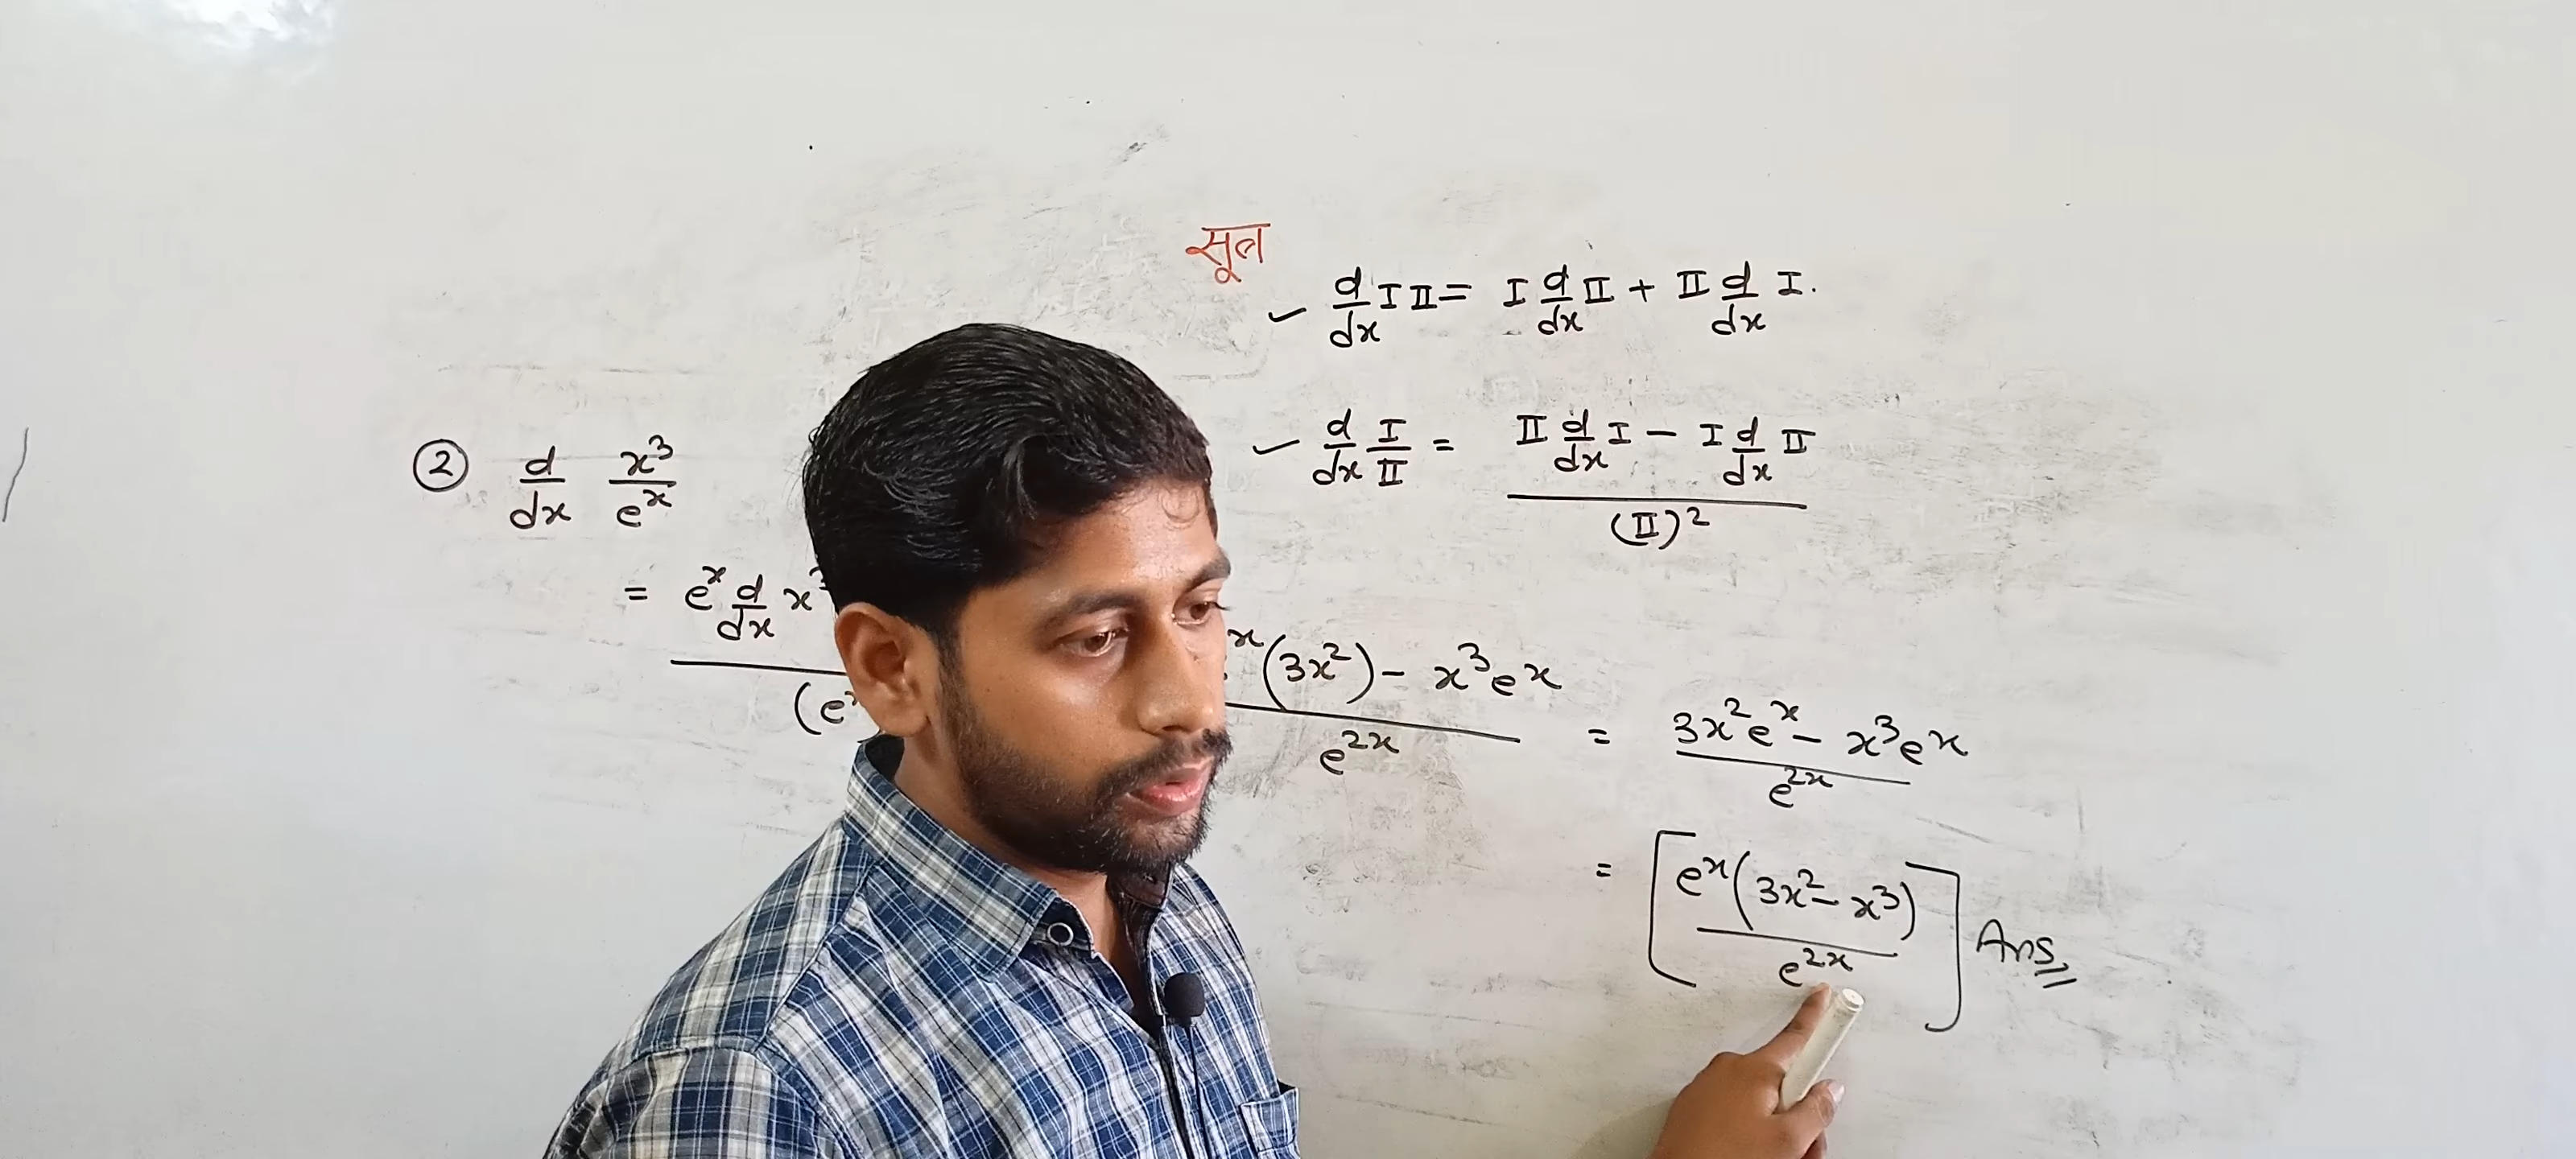 सूत्र
✓ d/dx I II = I d/dx II + II d/dx I.
✓ d/dx I/II = (II d/dx I - I d/dx II)/(II)²
② d/dx x³/eˣ
= eˣ d/dx x
(e
ˣ(3x²) - x³eˣ / e²ˣ = (3x²eˣ - x³eˣ)/e²ˣ
= [eˣ(3x² - x³)/e²ˣ] Ans